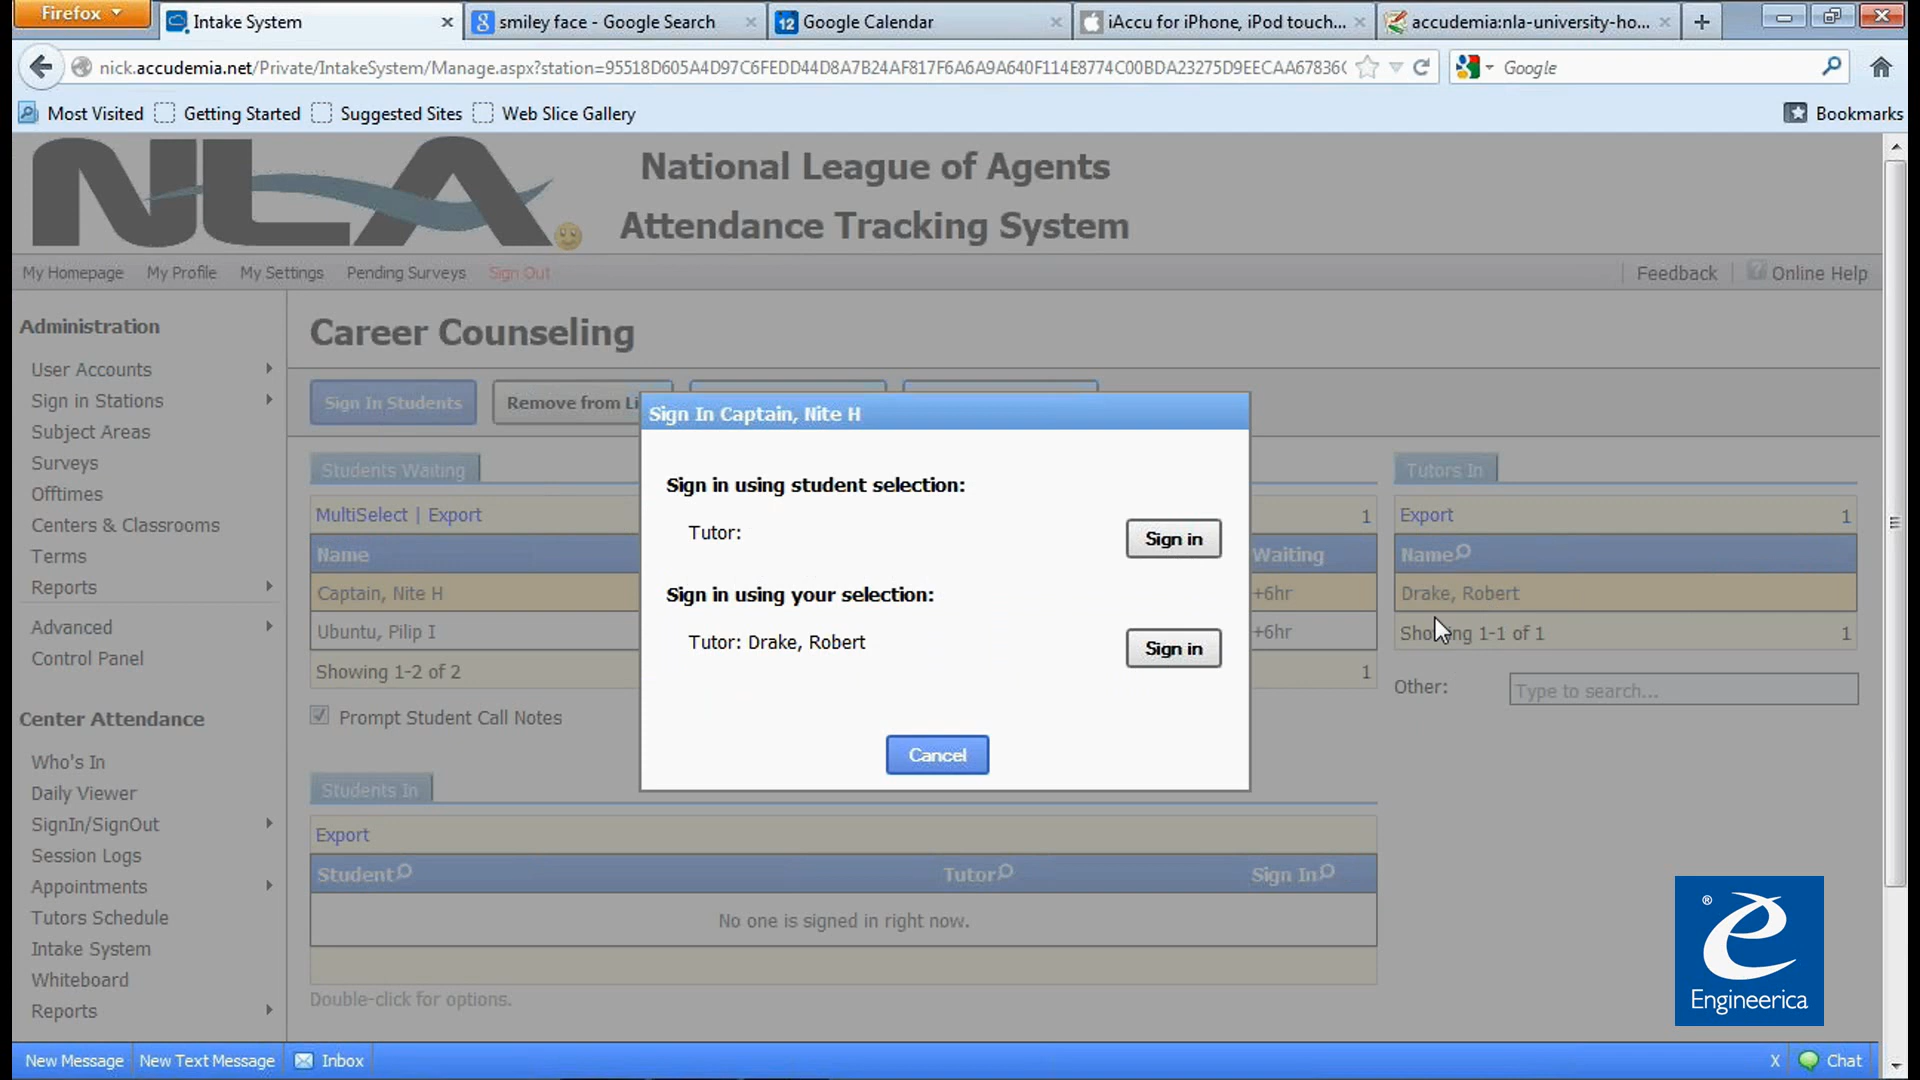 Firefox
Intake System
smiley face - Google Search
Google Calendar
iAccu for iPhone, iPod touch...
accudemia:nla-university-ho...
nick.accudemia.net/Private/IntakeSystem/Manage.aspx?station=95518D605A4D97C6FEDD44D8A7B24AF817F6A6A9A640F114E8774C00BDA23275D9EECAA67836(
Google
Most Visited
Getting Started
Suggested Sites
Web Slice Gallery
Bookmarks
NLA
National League of Agents
Attendance Tracking System
My Homepage
My Profile
My Settings
Pending Surveys
Sign Out
Feedback
Online Help
Administration
User Accounts
Sign in Stations
Subject Areas
Surveys
Offtimes
Centers & Classrooms
Terms
Reports
Advanced
Control Panel
Center Attendance
Who's In
Daily Viewer
SignIn/SignOut
Session Logs
Appointments
Tutors Schedule
Intake System
Whiteboard
Reports
Career Counseling
Sign In Students
Remove from Li
Students Waiting
MultiSelect | Export
1
Name
Waiting
Captain, Nite H
+6hr
Ubuntu, Pilip I
+6hr
Showing 1-2 of 2
1
Prompt Student Call Notes
Sign In Captain, Nite H
Sign in using student selection:
Tutor:
Sign in
Sign in using your selection:
Tutor: Drake, Robert
Sign in
Cancel
Tutors In
Export
1
Name
Drake, Robert
Showing 1-1 of 1
1
Other:
Type to search...
Students In
Export
Student
Tutor
Sign In
No one is signed in right now.
Double-click for options.
® e
Engineerica
New Message
New Text Message
Inbox
X
Chat